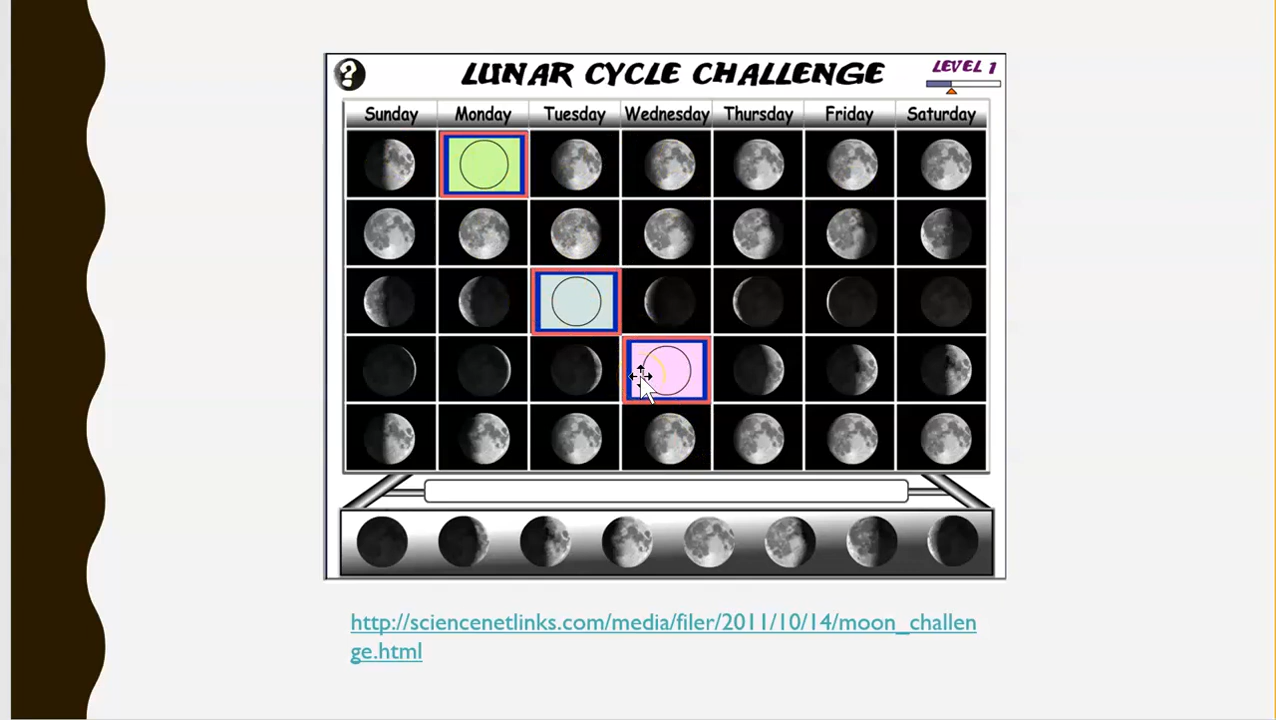 ?
LUNAR CYCLE CHALLENGE
LEVEL 1
Sunday Monday Tuesday Wednesday Thursday Friday Saturday
http://sciencenetlinks.com/media/filer/2011/10/14/moon_challen
ge.html